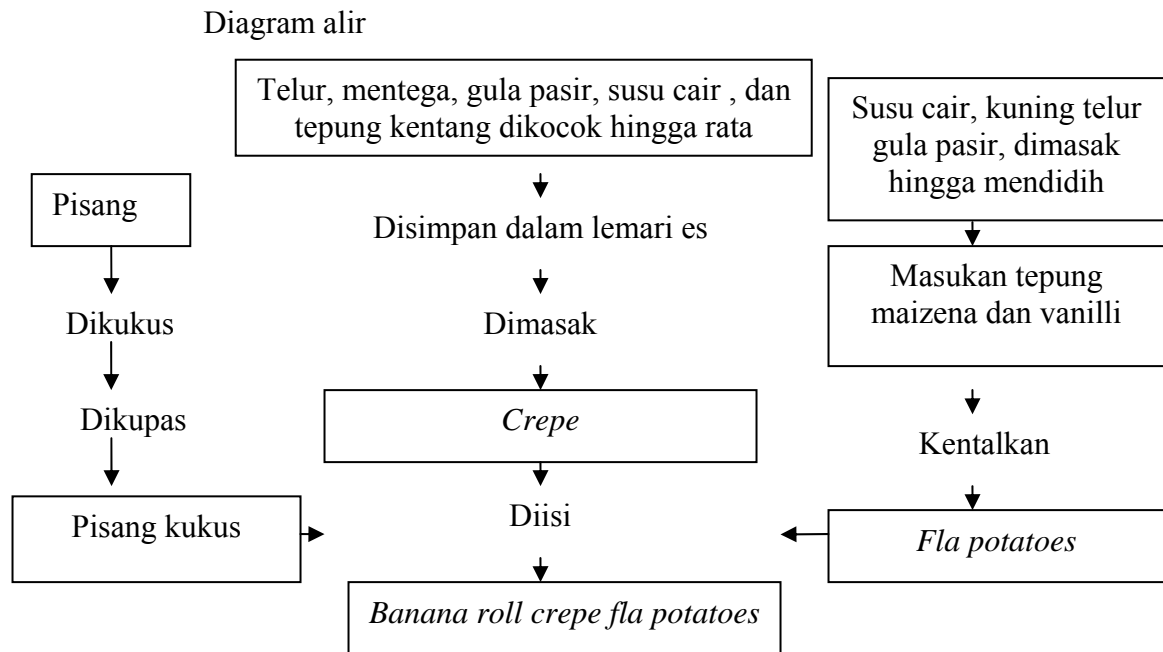 Diagram alir
Telur, mentega, gula pasir, susu cair , dan
tepung kentang dikocok hingga rata
Susu cair, kuning telur
gula pasir, dimasak
hingga mendidih
Pisang
Disimpan dalam lemari es
Masukan tepung
maizena dan vanilli
Dikukus
Dimasak
Dikupas
Crepe
Kentalkan
Pisang kukus
Diisi
Fla potatoes
Banana roll crepe fla potatoes